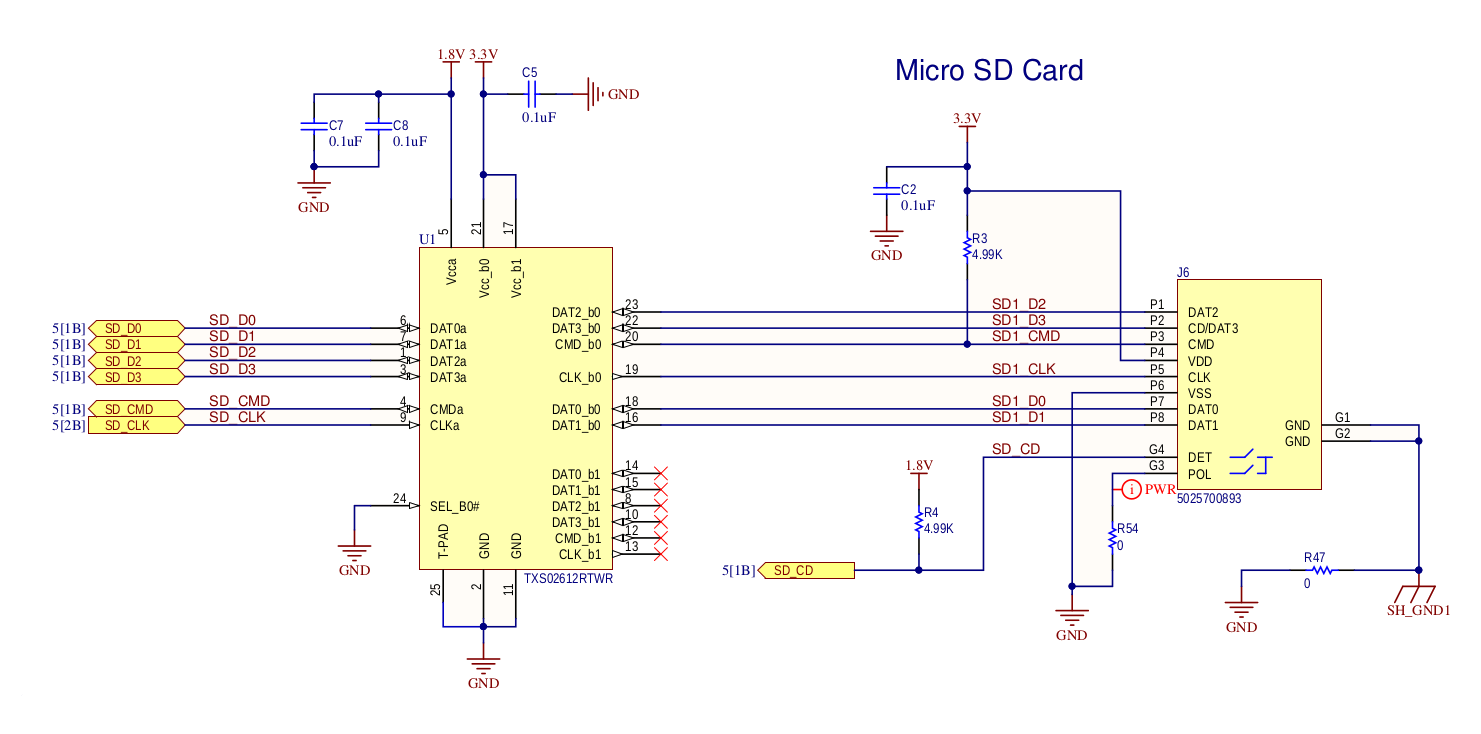 Micro SD Card
1.8V 3.3V
C5
0.1uF
GND
C7
0.1uF
C8
0.1uF
GND
3.3V
C2
0.1uF
GND
R3
4.99K
U1
5
21
17
Vcca
Vcc_b0
Vcc_b1
5[1B] SD_D0 SD_D0 6 DAT0a
5[1B] SD_D1 SD_D1 7 DAT1a
5[1B] SD_D2 SD_D2 1 DAT2a
5[1B] SD_D3 SD_D3 3 DAT3a
5[1B] SD_CMD SD_CMD 4 CMDa
5[2B] SD_CLK SD_CLK 9 CLKa
24 SEL_B0#
GND
DAT2_b0 23
DAT3_b0 22
CMD_b0 20
CLK_b0 19
DAT0_b0 18
DAT1_b0 16
DAT0_b1 14
DAT1_b1 15
DAT2_b1 8
DAT3_b1 10
CMD_b1 12
CLK_b1 13
T-PAD
GND
GND
TXS02612RTWR
25
2
11
GND
J6
SD1_D2 P1 DAT2
SD1_D3 P2 CD/DAT3
SD1_CMD P3 CMD
P4 VDD
SD1_CLK P5 CLK
P6 VSS
SD1_D0 P7 DAT0
SD1_D1 P8 DAT1
SD_CD G4 DET
G3 POL
GND G1
GND G2
5025700893
i PWR
1.8V
R4
4.99K
5[1B] SD_CD
R54
0
GND
R47
0
GND
SH_GND1